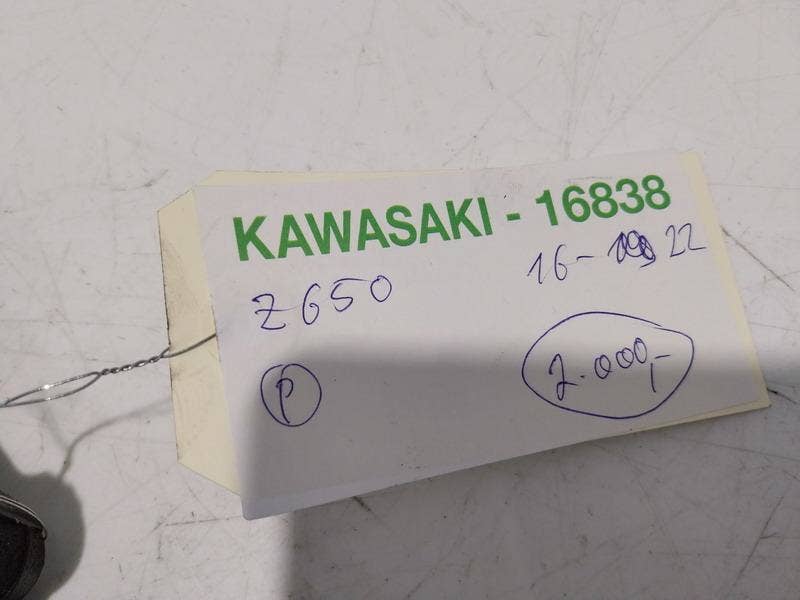 KAWASAKI - 16838
Z650
16- 22
P
2.000,-